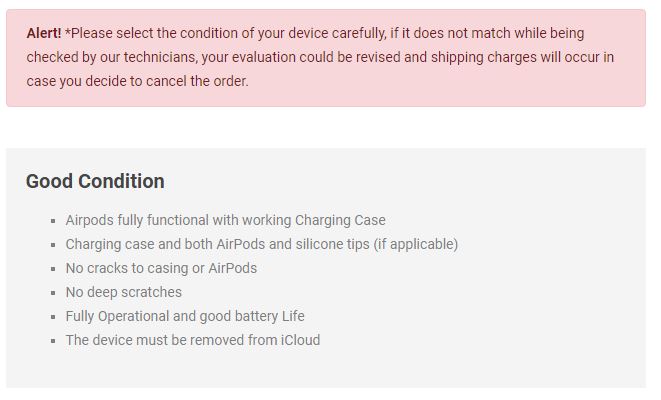 Alert! *Please select the condition of your device carefully, if it does not match while being
checked by our technicians, your evaluation could be revised and shipping charges will occur in
case you decide to cancel the order.
Good Condition
Airpods fully functional with working Charging Case
Charging case and both AirPods and silicone tips (if applicable)
No cracks to casing or AirPods
No deep scratches
Fully Operational and good battery Life
The device must be removed from iCloud